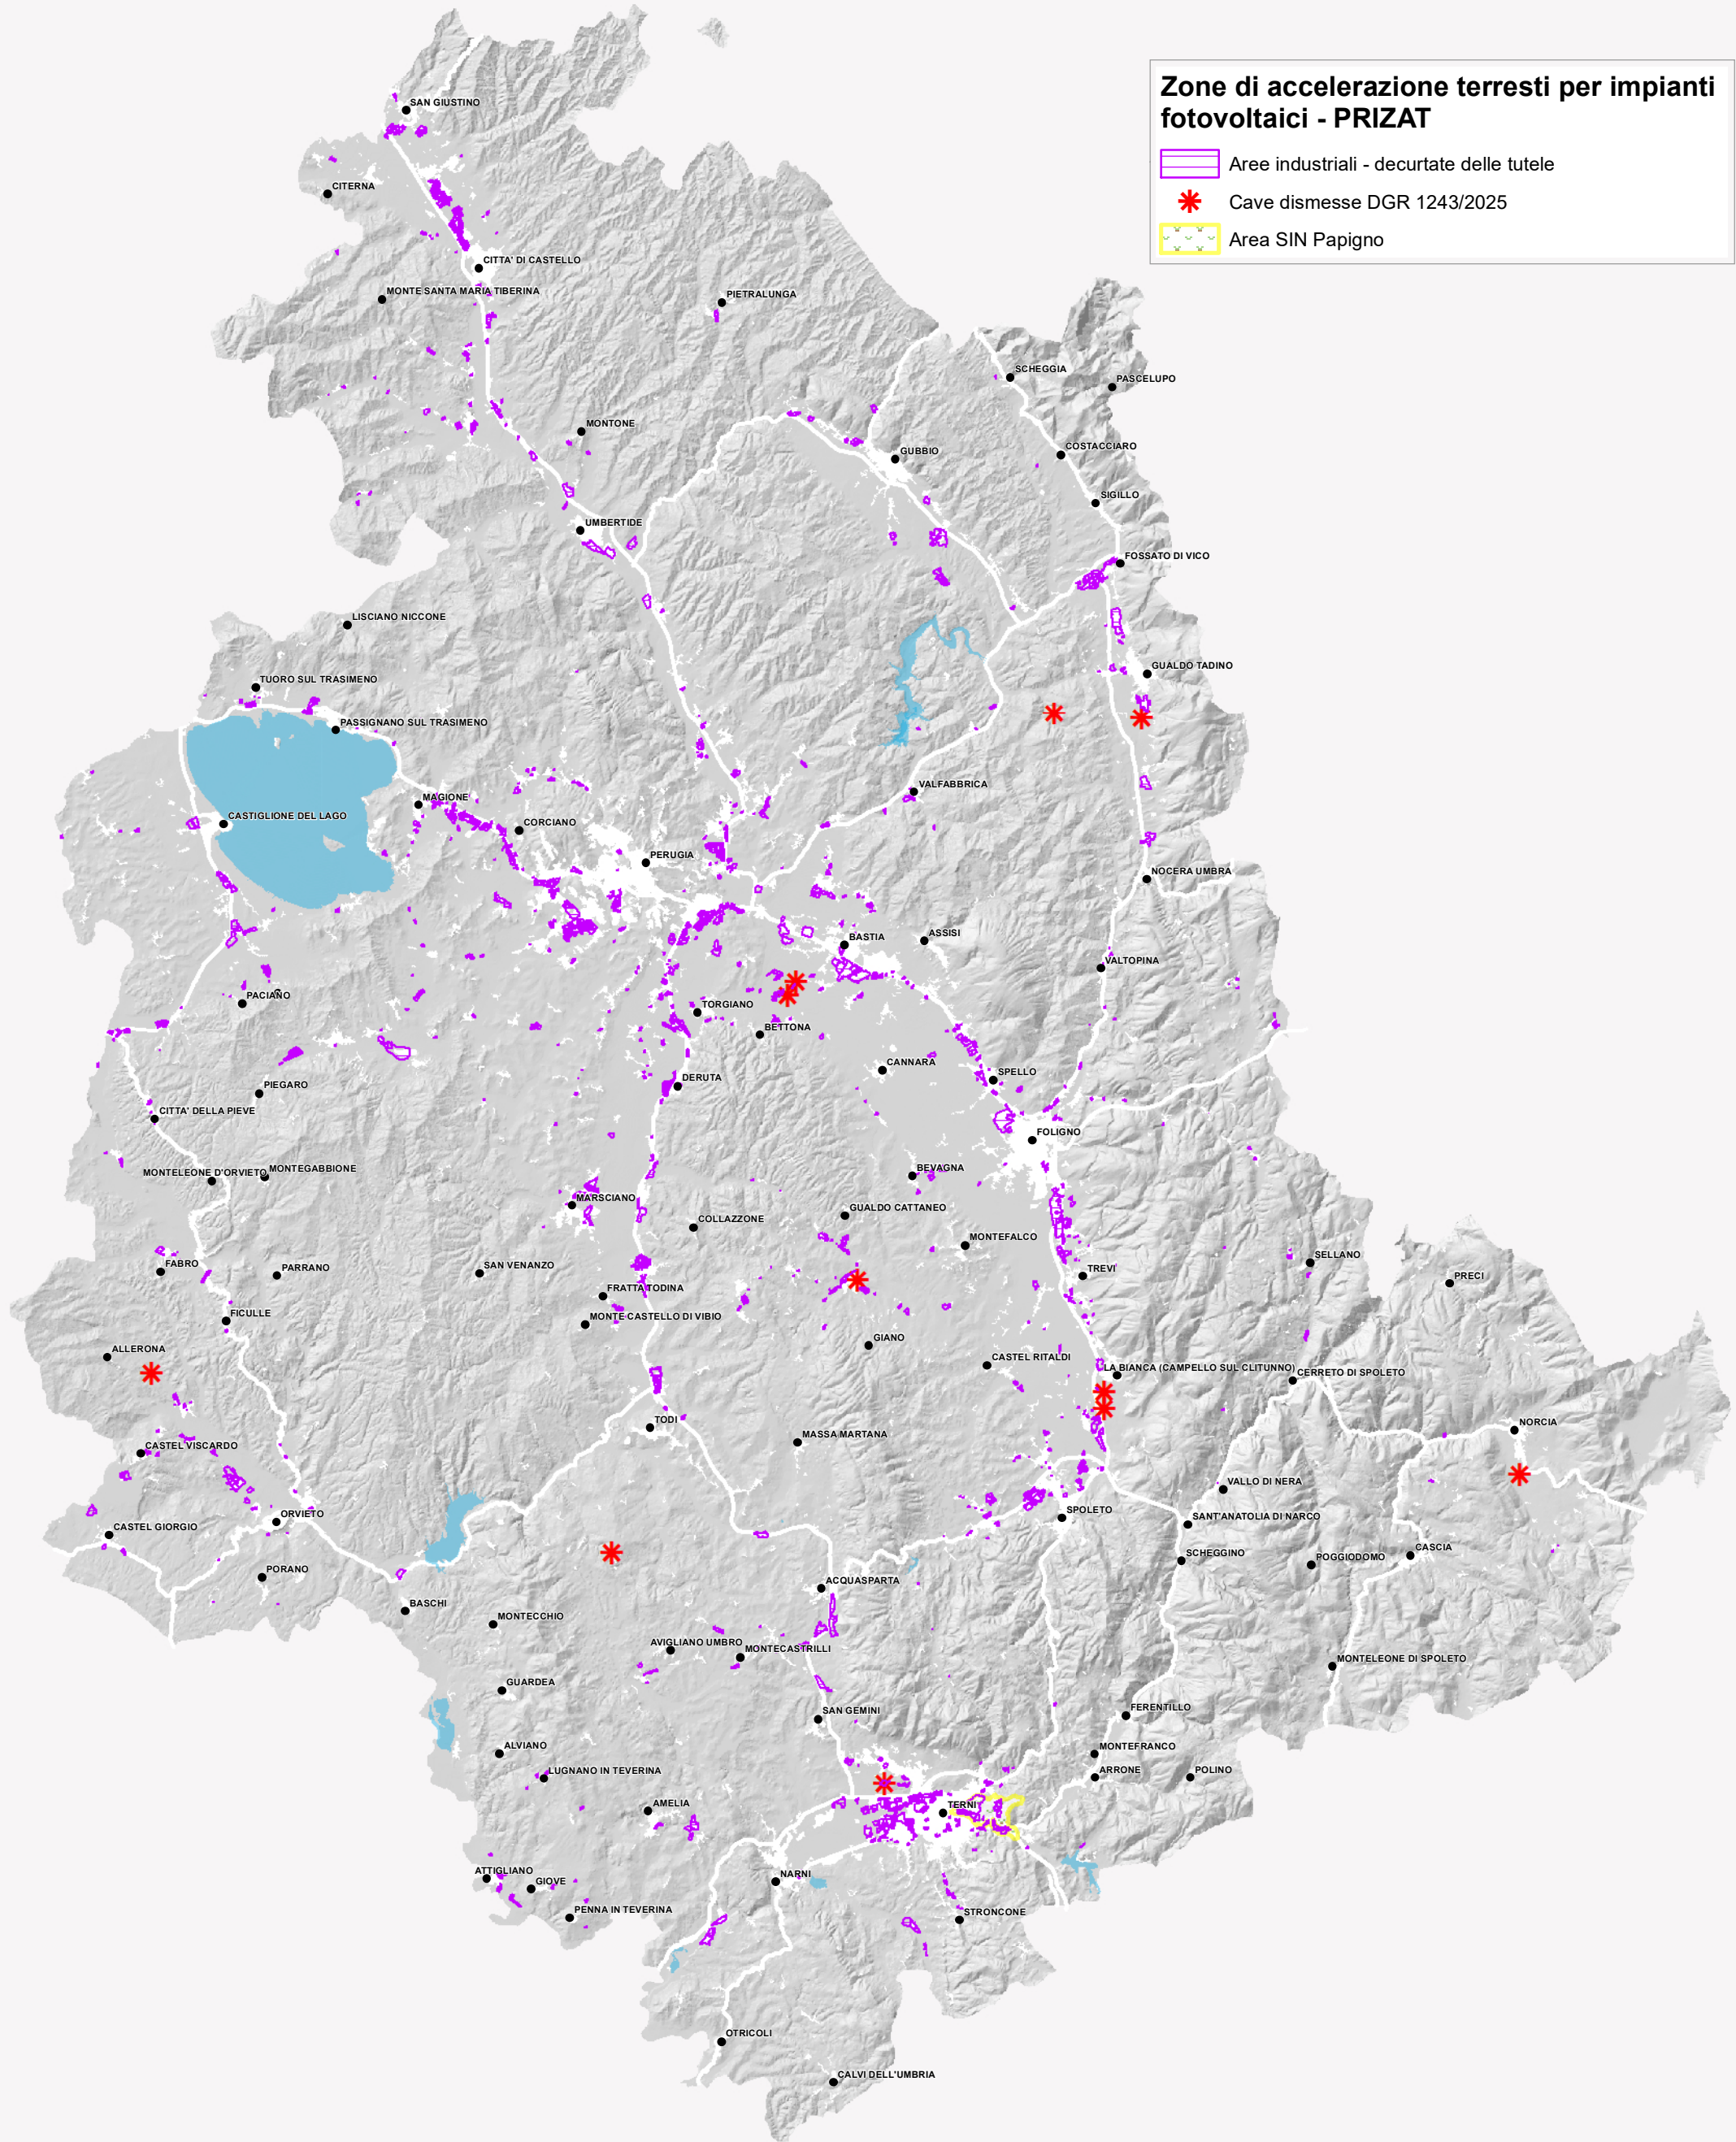 Zone di accelerazione terresti per impianti
fotovoltaici - PRIZAT
Aree industriali - decurtate delle tutele
Cave dismesse DGR 1243/2025
Area SIN Papigno
SAN GIUSTINO
CITERNA
CITTA' DI CASTELLO
MONTE SANTA MARIA TIBERINA
PIETRALUNGA
SCHEGGIA
PASCELUPO
MONTONE
COSTACCIARO
GUBBIO
SIGILLO
UMBERTIDE
FOSSATO DI VICO
LISCIANO NICCONE
GUALDO TADINO
TUORO SUL TRASIMENO
PASSIGNANO SUL TRASIMENO
VALFABBRICA
MAGIONE
CASTIGLIONE DEL LAGO
CORCIANO
PERUGIA
NOCERA UMBRA
BASTIA
ASSISI
VALTOPINA
PACIANO
TORGIANO
BETTONA
CANNARA
SPELLO
DERUTA
PIEGARO
CITTA' DELLA PIEVE
FOLIGNO
MONTELEONE D'ORVIETO
MONTEGABBIONE
BEVAGNA
MARSCIANO
GUALDO CATTANEO
COLLAZZONE
MONTEFALCO
SELLANO
FABRO
PARRANO
SAN VENANZO
TREVI
PRECI
FRATTA TODINA
FICULLE
MONTE CASTELLO DI VIBIO
GIANO
ALLERONA
CASTEL RITALDI
LA BIANCA (CAMPELLO SUL CLITUNNO)
CERRETO DI SPOLETO
TODI
NORCIA
MASSA MARTANA
CASTEL VISCARDO
VALLO DI NERA
ORVIETO
SPOLETO
SANT'ANATOLIA DI NARCO
CASTEL GIORGIO
SCHEGGINO
POGGIODOMO
CASCIA
PORANO
ACQUASPARTA
BASCHI
MONTECCHIO
AVIGLIANO UMBRO
MONTECASTRILLI
MONTELEONE DI SPOLETO
GUARDEA
SAN GEMINI
FERENTILLO
ALVIANO
MONTEFRANCO
LUGNANO IN TEVERINA
ARRONE
POLINO
AMELIA
TERNI
ATTIGLIANO
GIOVE
NARNI
PENNA IN TEVERINA
STRONCONE
OTRICOLI
CALVI DELL'UMBRIA